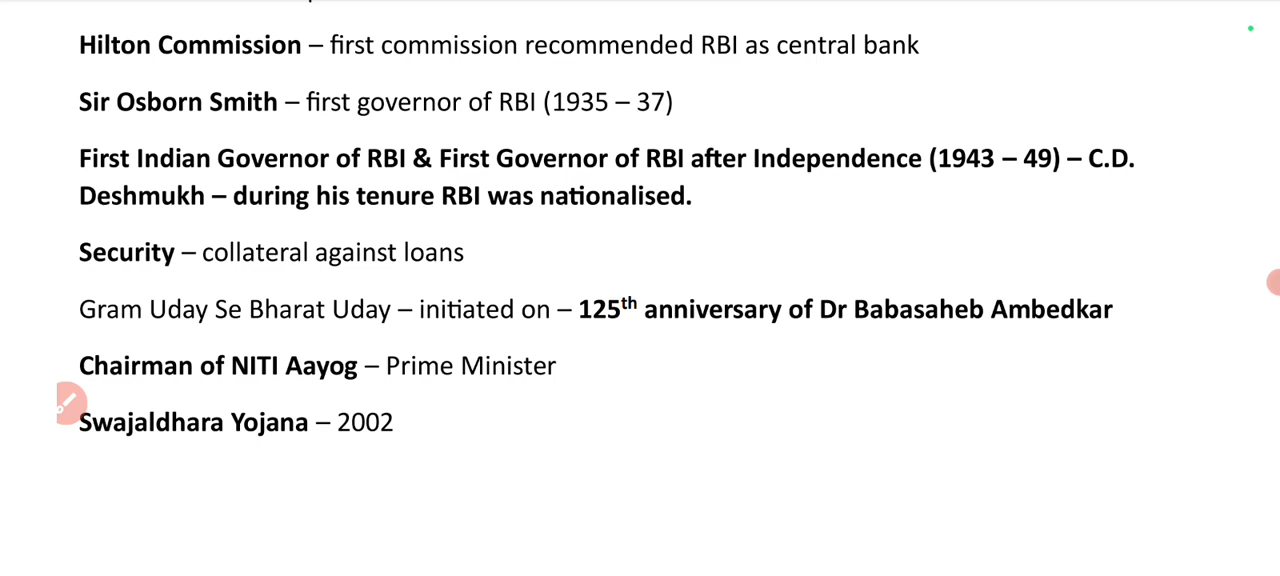 Hilton Commission – first commission recommended RBI as central bank
Sir Osborn Smith – first governor of RBI (1935 – 37)
First Indian Governor of RBI & First Governor of RBI after Independence (1943 – 49) – C.D.
Deshmukh – during his tenure RBI was nationalised.
Security – collateral against loans
Gram Uday Se Bharat Uday – initiated on – 125th anniversary of Dr Babasaheb Ambedkar
Chairman of NITI Aayog – Prime Minister
Swajaldhara Yojana – 2002